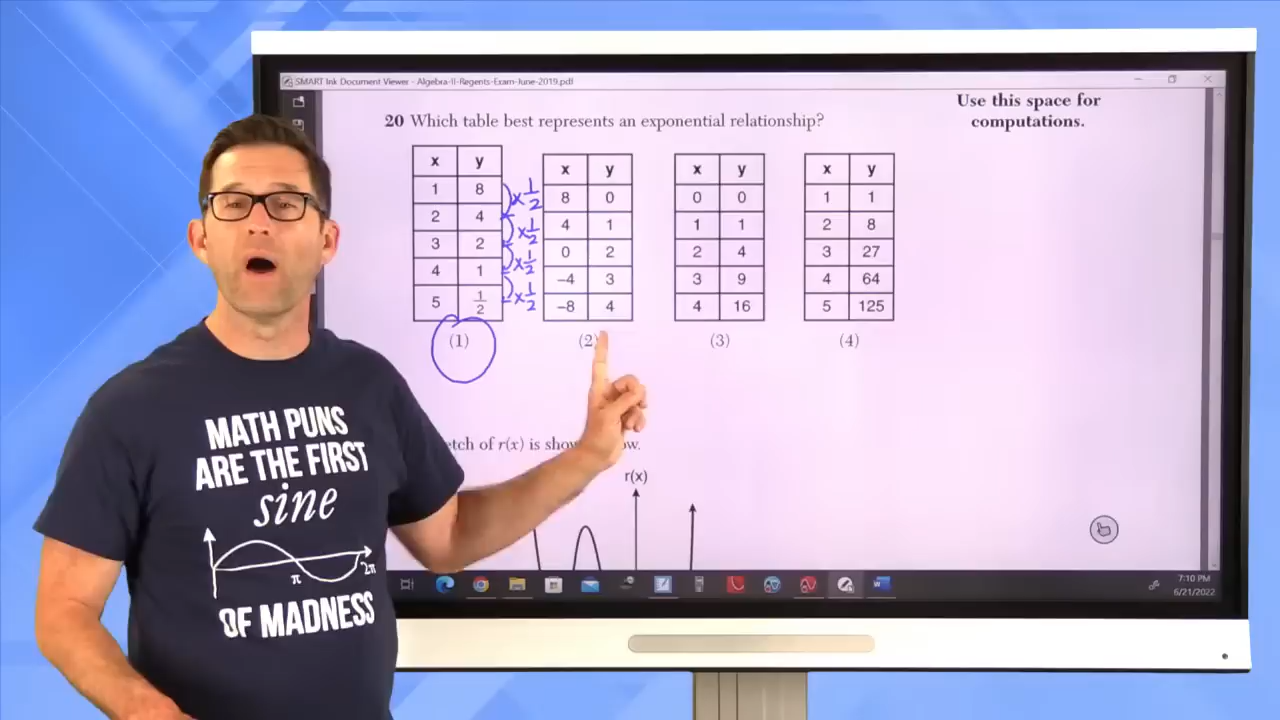 SMART Ink Document Viewer - Algebra-II-Regents-Exam-June-2019.pdf
Use this space for
computations.
20 Which table best represents an exponential relationship?
x y
1 8
2 4
3 2
4 1
5 1/2
(1)
x 1/2
x 1/2
x 1/2
x 1/2
x y
8 0
4 1
0 2
–4 3
–8 4
(2)
x y
0 0
1 1
2 4
3 9
4 16
(3)
x y
1 1
2 8
3 27
4 64
5 125
(4)
of r(x) is
r(x)
MATH PUNS
ARE THE FIRST
sine
π 2π
OF MADNESS
7:10 PM
6/21/2022